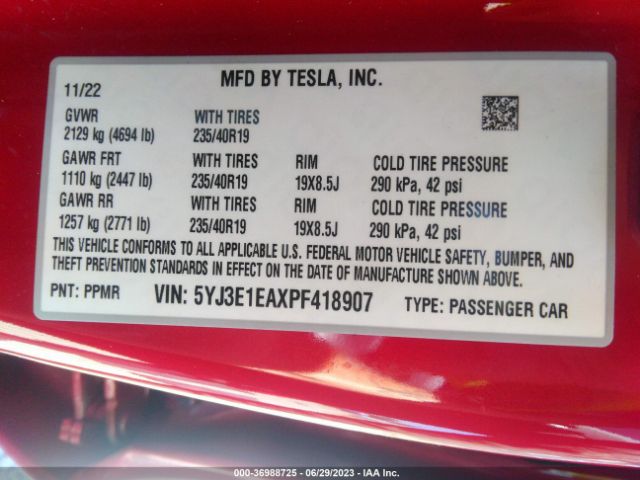 11/22 MFD BY TESLA, INC.
GVWR WITH TIRES
2129 kg (4694 lb) 235/40R19
GAWR FRT WITH TIRES RIM COLD TIRE PRESSURE
1110 kg (2447 lb) 235/40R19 19X8.5J 290 kPa, 42 psi
GAWR RR WITH TIRES RIM COLD TIRE PRESSURE
1257 kg (2771 lb) 235/40R19 19X8.5J 290 kPa, 42 psi
THIS VEHICLE CONFORMS TO ALL APPLICABLE U.S. FEDERAL MOTOR VEHICLE SAFETY, BUMPER, AND
THEFT PREVENTION STANDARDS IN EFFECT ON THE DATE OF MANUFACTURE SHOWN ABOVE.
PNT: PPMR VIN: 5YJ3E1EAXPF418907 TYPE: PASSENGER CAR
000-36988725 - 06/29/2023 - IAA Inc.